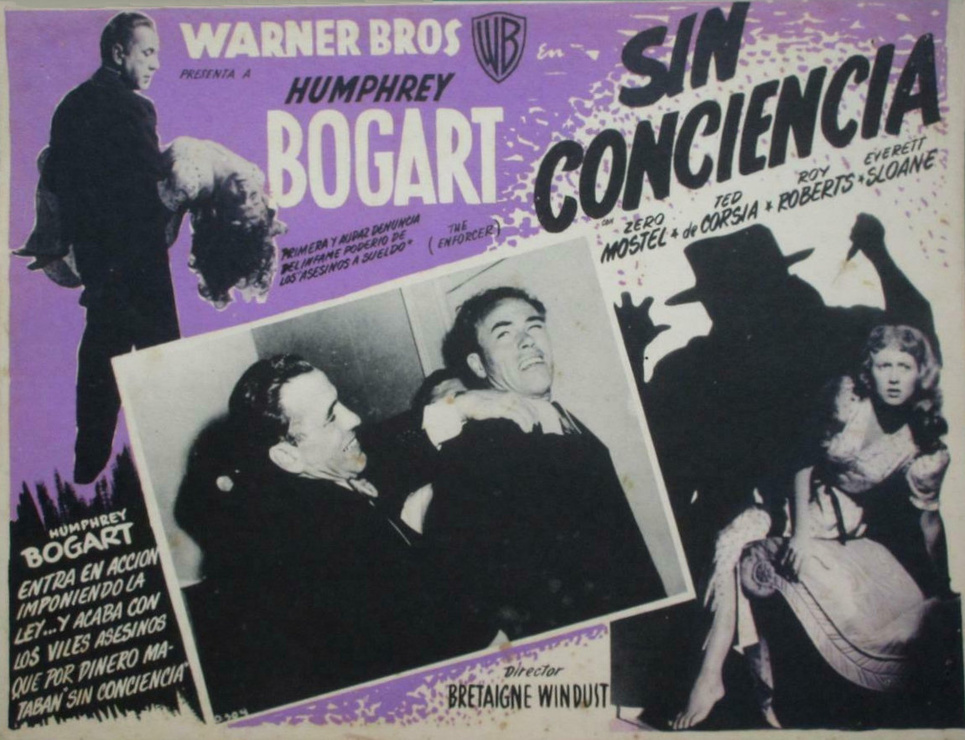 WARNER BROS
WB
En
PRESENTA A
HUMPHREY
BOGART
SIN
CONCIENCIA
"PRIMERA Y AUDAZ DENUNCIA
DEL INFAME PODERIO DE
LOS ASESINOS A SUELDO"
(THE
ENFORCER)
con ZERO
MOSTEL * TED
de CORSIA * ROY
ROBERTS * EVERETT
SLOANE
HUMPHREY
BOGART
ENTRA EN ACCION
IMPONIENDO LA
LEY...Y ACABA CON
LOS VILES ASESINOS
QUE POR DINERO MA-
TABAN "SIN CONCIENCIA"
Director
BRETAIGNE WINDUST